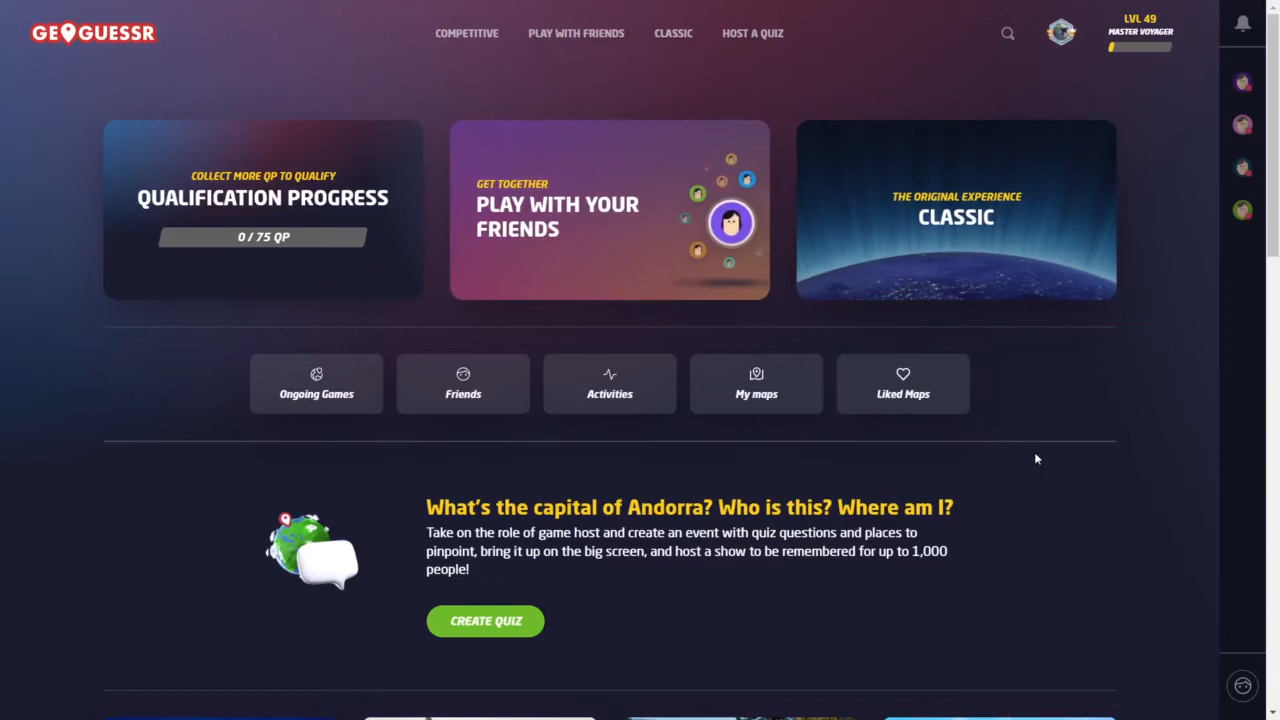 GEOGUESSR
COMPETITIVE
PLAY WITH FRIENDS
CLASSIC
HOST A QUIZ
LVL 49
MASTER VOYAGER
COLLECT MORE QP TO QUALIFY
QUALIFICATION PROGRESS
0 / 75 QP
GET TOGETHER
PLAY WITH YOUR
FRIENDS
THE ORIGINAL EXPERIENCE
CLASSIC
Ongoing Games
Friends
Activities
My maps
Liked Maps
What's the capital of Andorra? Who is this? Where am I?
Take on the role of game host and create an event with quiz questions and places to
pinpoint, bring it up on the big screen, and host a show to be remembered for up to 1,000
people!
CREATE QUIZ